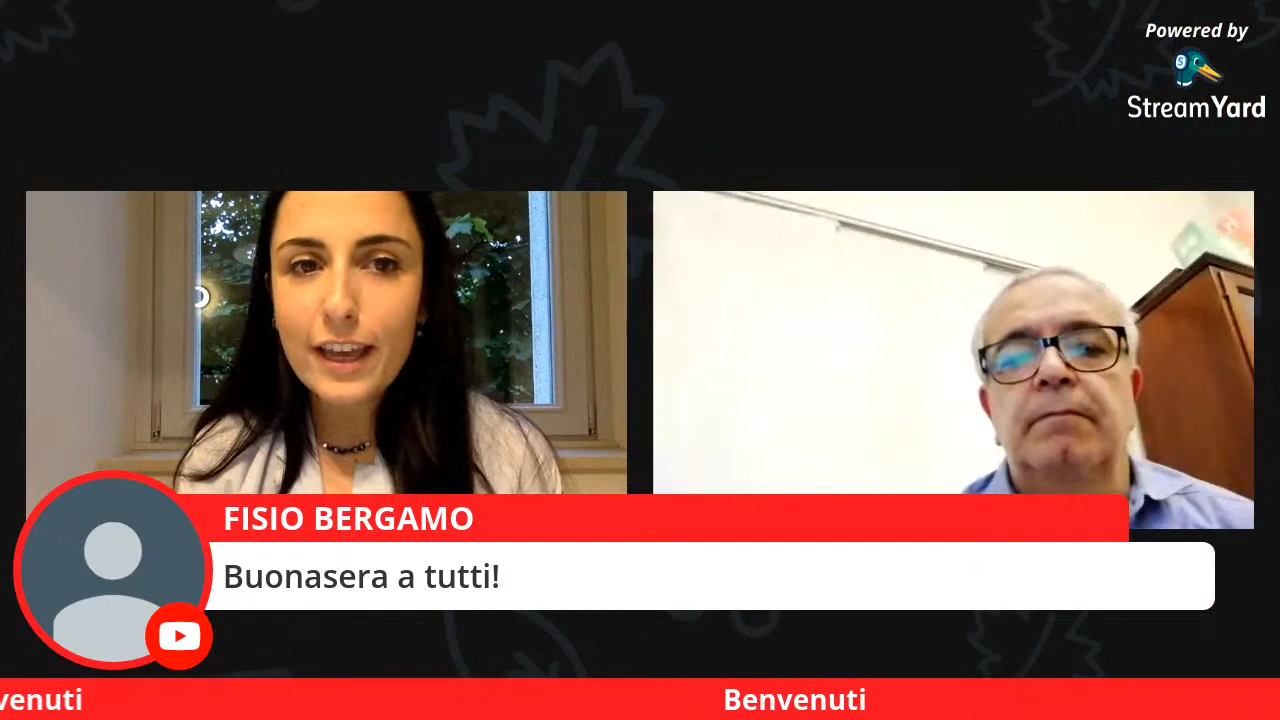 Powered by
StreamYard
FISIO BERGAMO
Buonasera a tutti!
venuti
Benvenuti